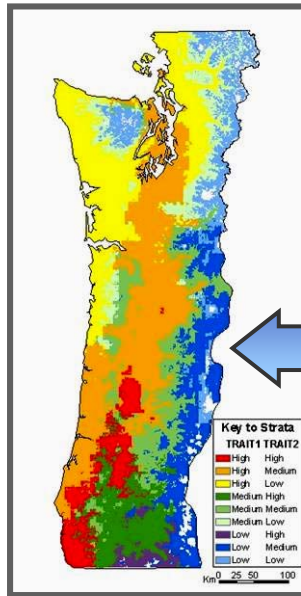 2
Key to Strata
TRAIT1 TRAIT2
High High
High Medium
High Low
Medium High
Medium Medium
Medium Low
Low High
Low Medium
Low Low
Km 0 25 50 100